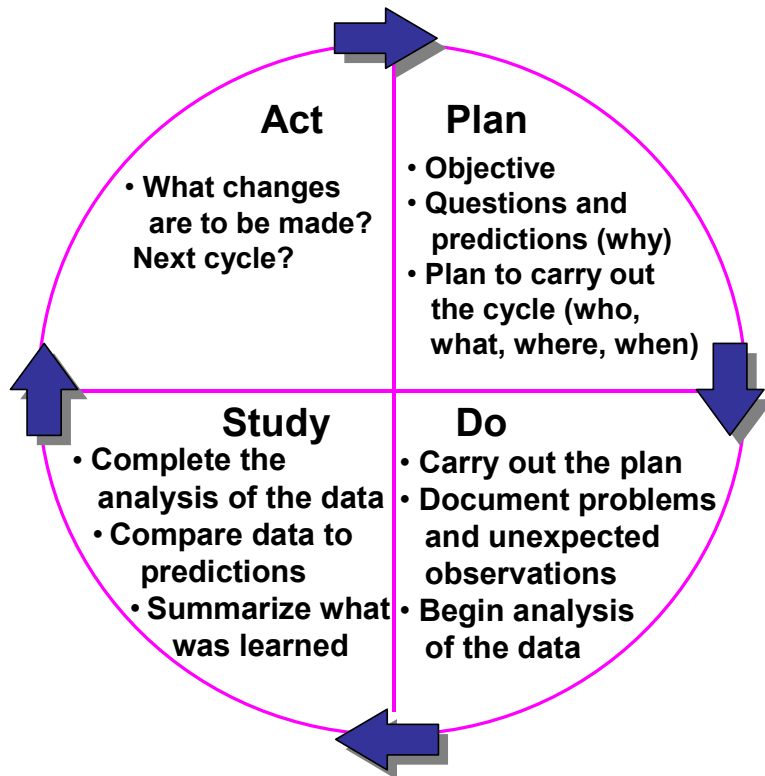 Act
• What changes
are to be made?
Next cycle?
Plan
• Objective
• Questions and
predictions (why)
• Plan to carry out
the cycle (who,
what, where, when)
Study
• Complete the
analysis of the data
• Compare data to
predictions
• Summarize what
was learned
Do
• Carry out the plan
• Document problems
and unexpected
observations
• Begin analysis
of the data